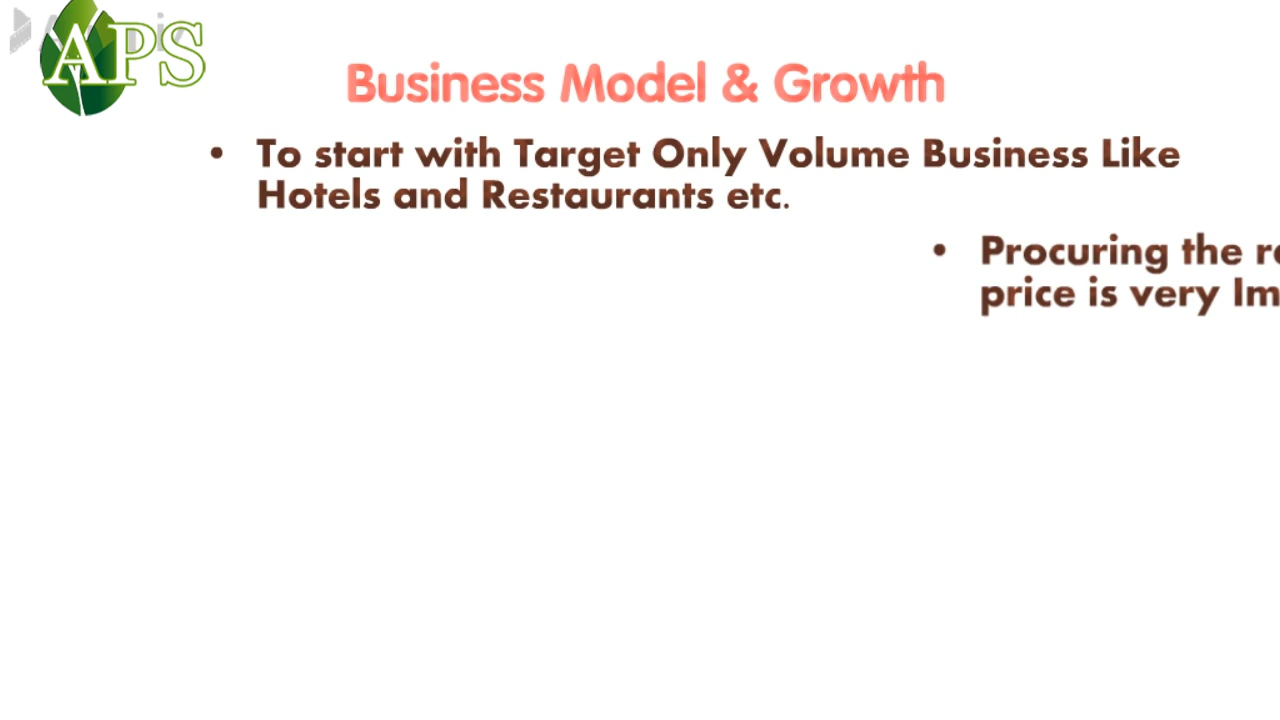 APS
Business Model & Growth
• To start with Target Only Volume Business Like
Hotels and Restaurants etc.
• Procuring the
price is very